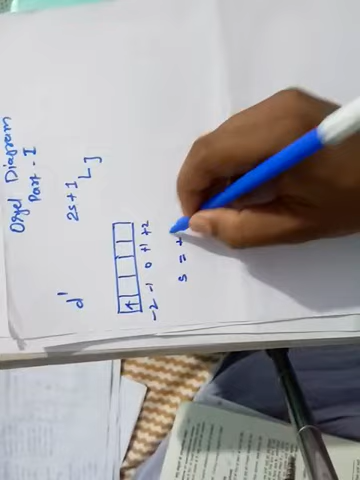 Orgel Diagram
Part - I
d¹ 2s+1 L J
↑
-2 -1 0 +1 +2
s = +